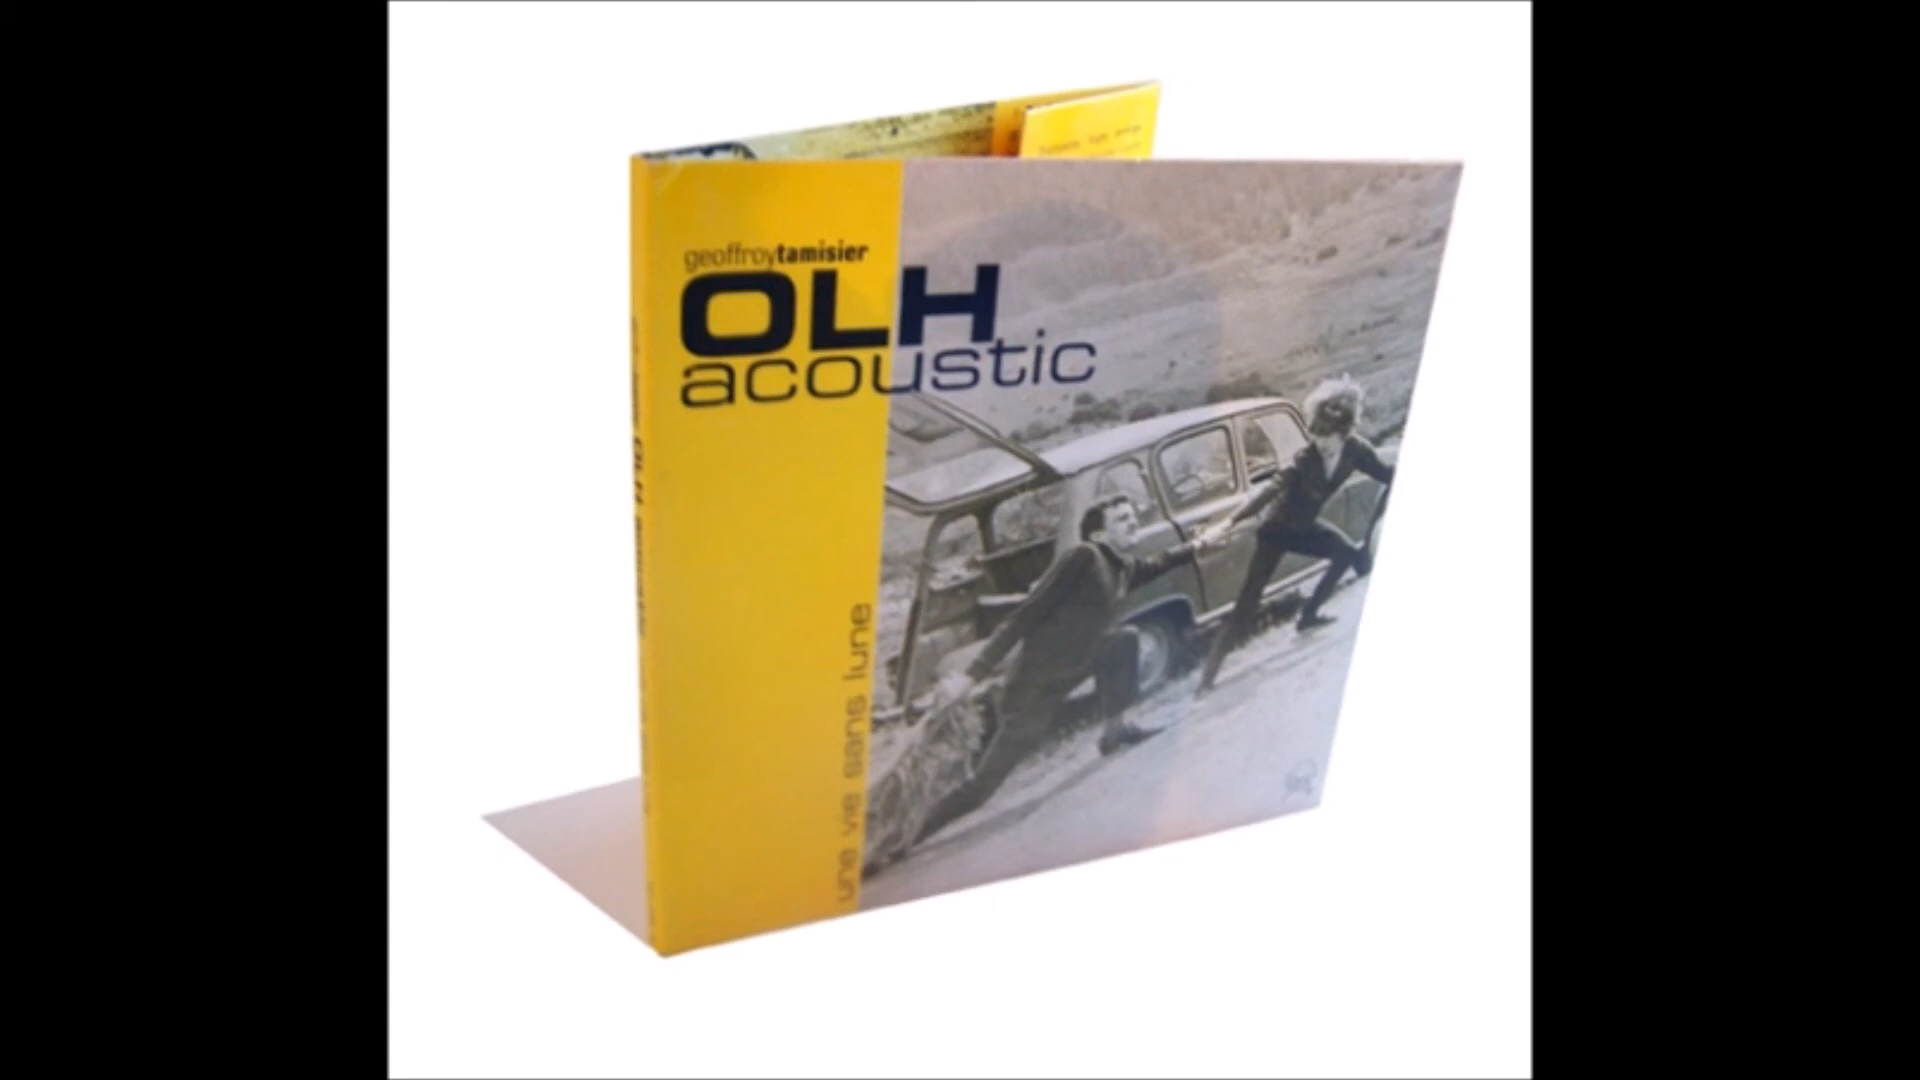 geoffroytamisier
OLH
acoustic
une vie sans lune